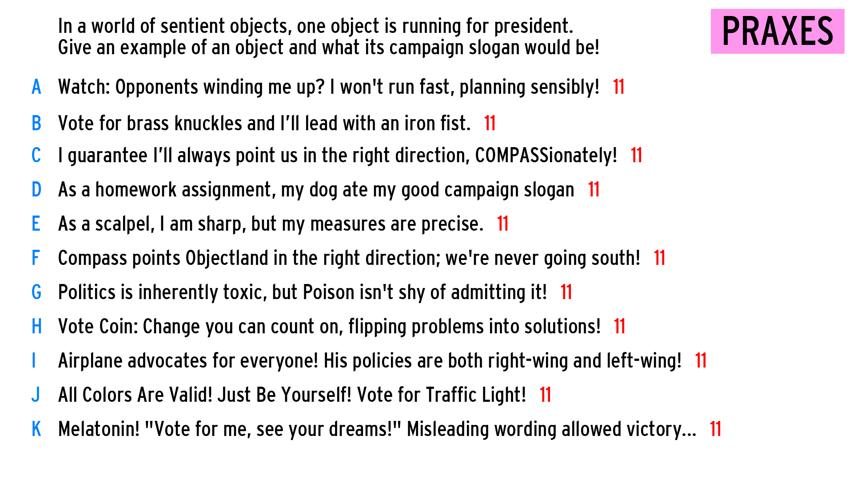 In a world of sentient objects, one object is running for president.
Give an example of an object and what its campaign slogan would be!
PRAXES
A Watch: Opponents winding me up? I won't run fast, planning sensibly! 11
B Vote for brass knuckles and I'll lead with an iron fist. 11
C I guarantee I'll always point us in the right direction, COMPASSionately! 11
D As a homework assignment, my dog ate my good campaign slogan 11
E As a scalpel, I am sharp, but my measures are precise. 11
F Compass points Objectland in the right direction; we're never going south! 11
G Politics is inherently toxic, but Poison isn't shy of admitting it! 11
H Vote Coin: Change you can count on, flipping problems into solutions! 11
I Airplane advocates for everyone! His policies are both right-wing and left-wing! 11
J All Colors Are Valid! Just Be Yourself! Vote for Traffic Light! 11
K Melatonin! "Vote for me, see your dreams!" Misleading wording allowed victory... 11